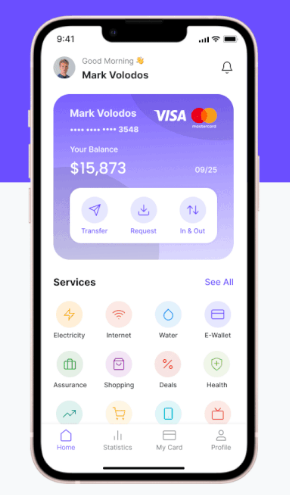 9:41
Good Morning 👋
Mark Volodos
Mark Volodos
VISA
mastercard
•••• •••• •••• 3548
Your Balance
$15,873
09/25
Transfer Request In & Out
Services See All
Electricity Internet Water E-Wallet
Assurance Shopping Deals Health
Home Statistics My Card Profile